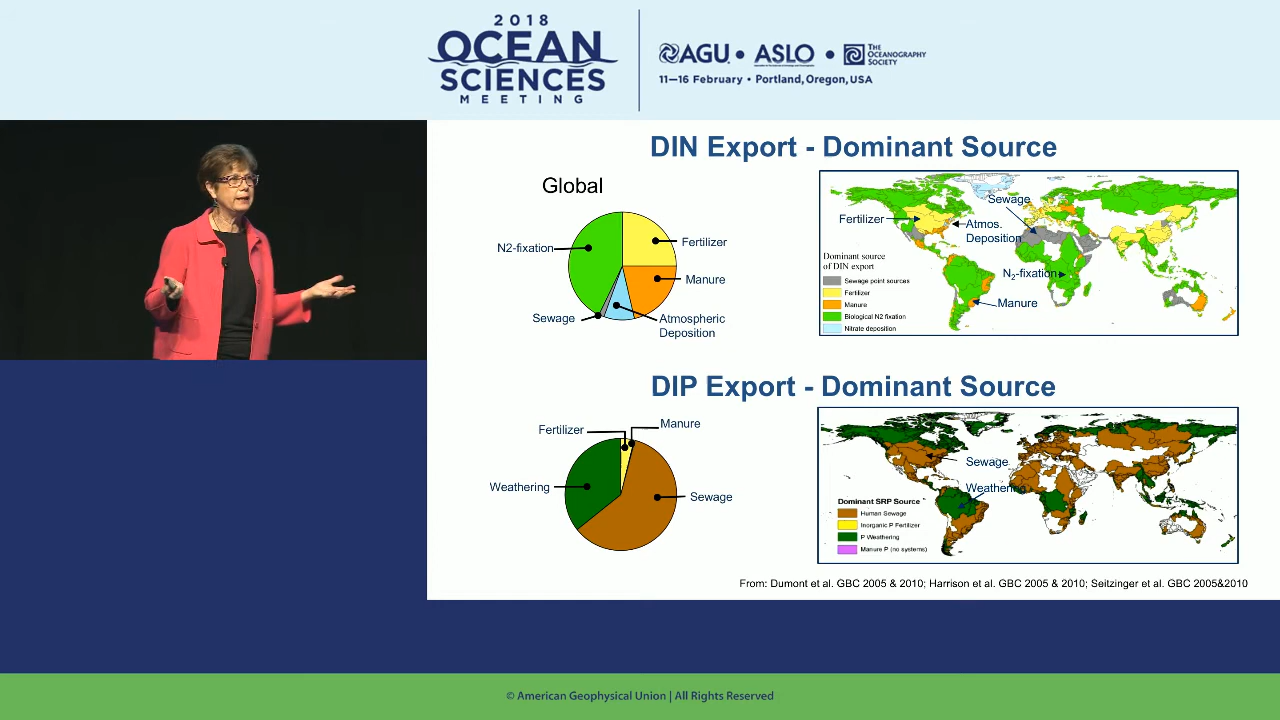 2018
OCEAN
SCIENCES
MEETING
AGU • ASLO • THE OCEANOGRAPHY SOCIETY
11–16 February • Portland, Oregon, USA
DIN Export - Dominant Source
Global
N2-fixation
Fertilizer
Manure
Sewage
Atmospheric
Deposition
Sewage
Fertilizer
Atmos.
Deposition
N2-fixation
Manure
Dominant source
of DIN export
Sewage point sources
Fertilizer
Manure
Biological N2 fixation
Nitrate deposition
DIP Export - Dominant Source
Fertilizer
Manure
Weathering
Sewage
Sewage
Weathering
Dominant SRP Source
Human Sewage
Inorganic P Fertilizer
P Weathering
Manure P (no systems)
From: Dumont et al. GBC 2005 & 2010; Harrison et al. GBC 2005 & 2010; Seitzinger et al. GBC 2005&2010
© American Geophysical Union | All Rights Reserved